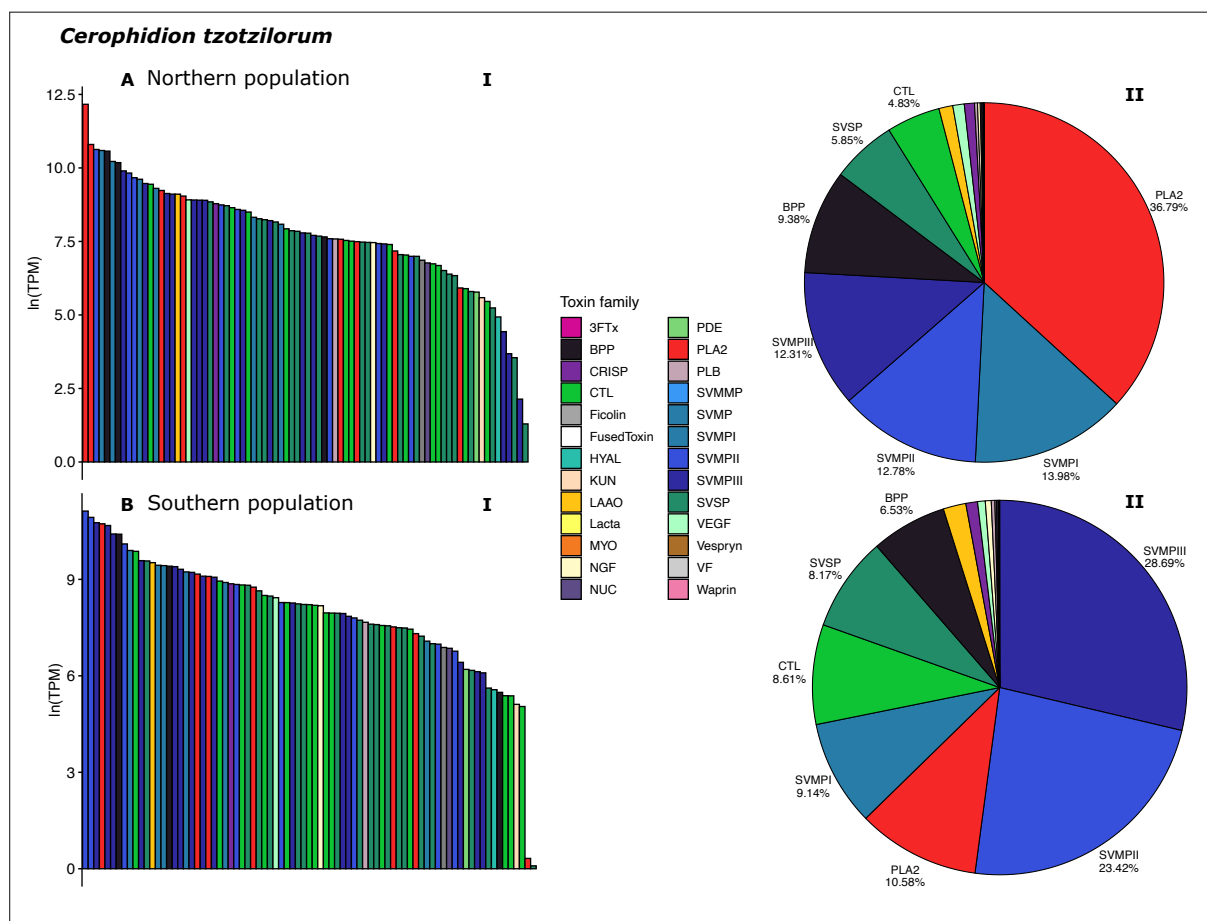 Cerophidion tzotzilorum
A Northern population I
II
ln(TPM)
12.5
10.0
7.5
5.0
2.5
0.0
CTL
4.83%
SVSP
5.85%
BPP
9.38%
SVMPIII
12.31%
SVMPII
12.78%
SVMPI
13.98%
PLA2
36.79%
Toxin family
3FTx
BPP
CRISP
CTL
Ficolin
FusedToxin
HYAL
KUN
LAAO
Lacta
MYO
NGF
NUC
PDE
PLA2
PLB
SVMMP
SVMP
SVMPI
SVMPII
SVMPIII
SVSP
VEGF
Vespryn
VF
Waprin
B Southern population I
II
ln(TPM)
9
6
3
0
BPP
6.53%
SVSP
8.17%
CTL
8.61%
SVMPI
9.14%
PLA2
10.58%
SVMPII
23.42%
SVMPIII
28.69%